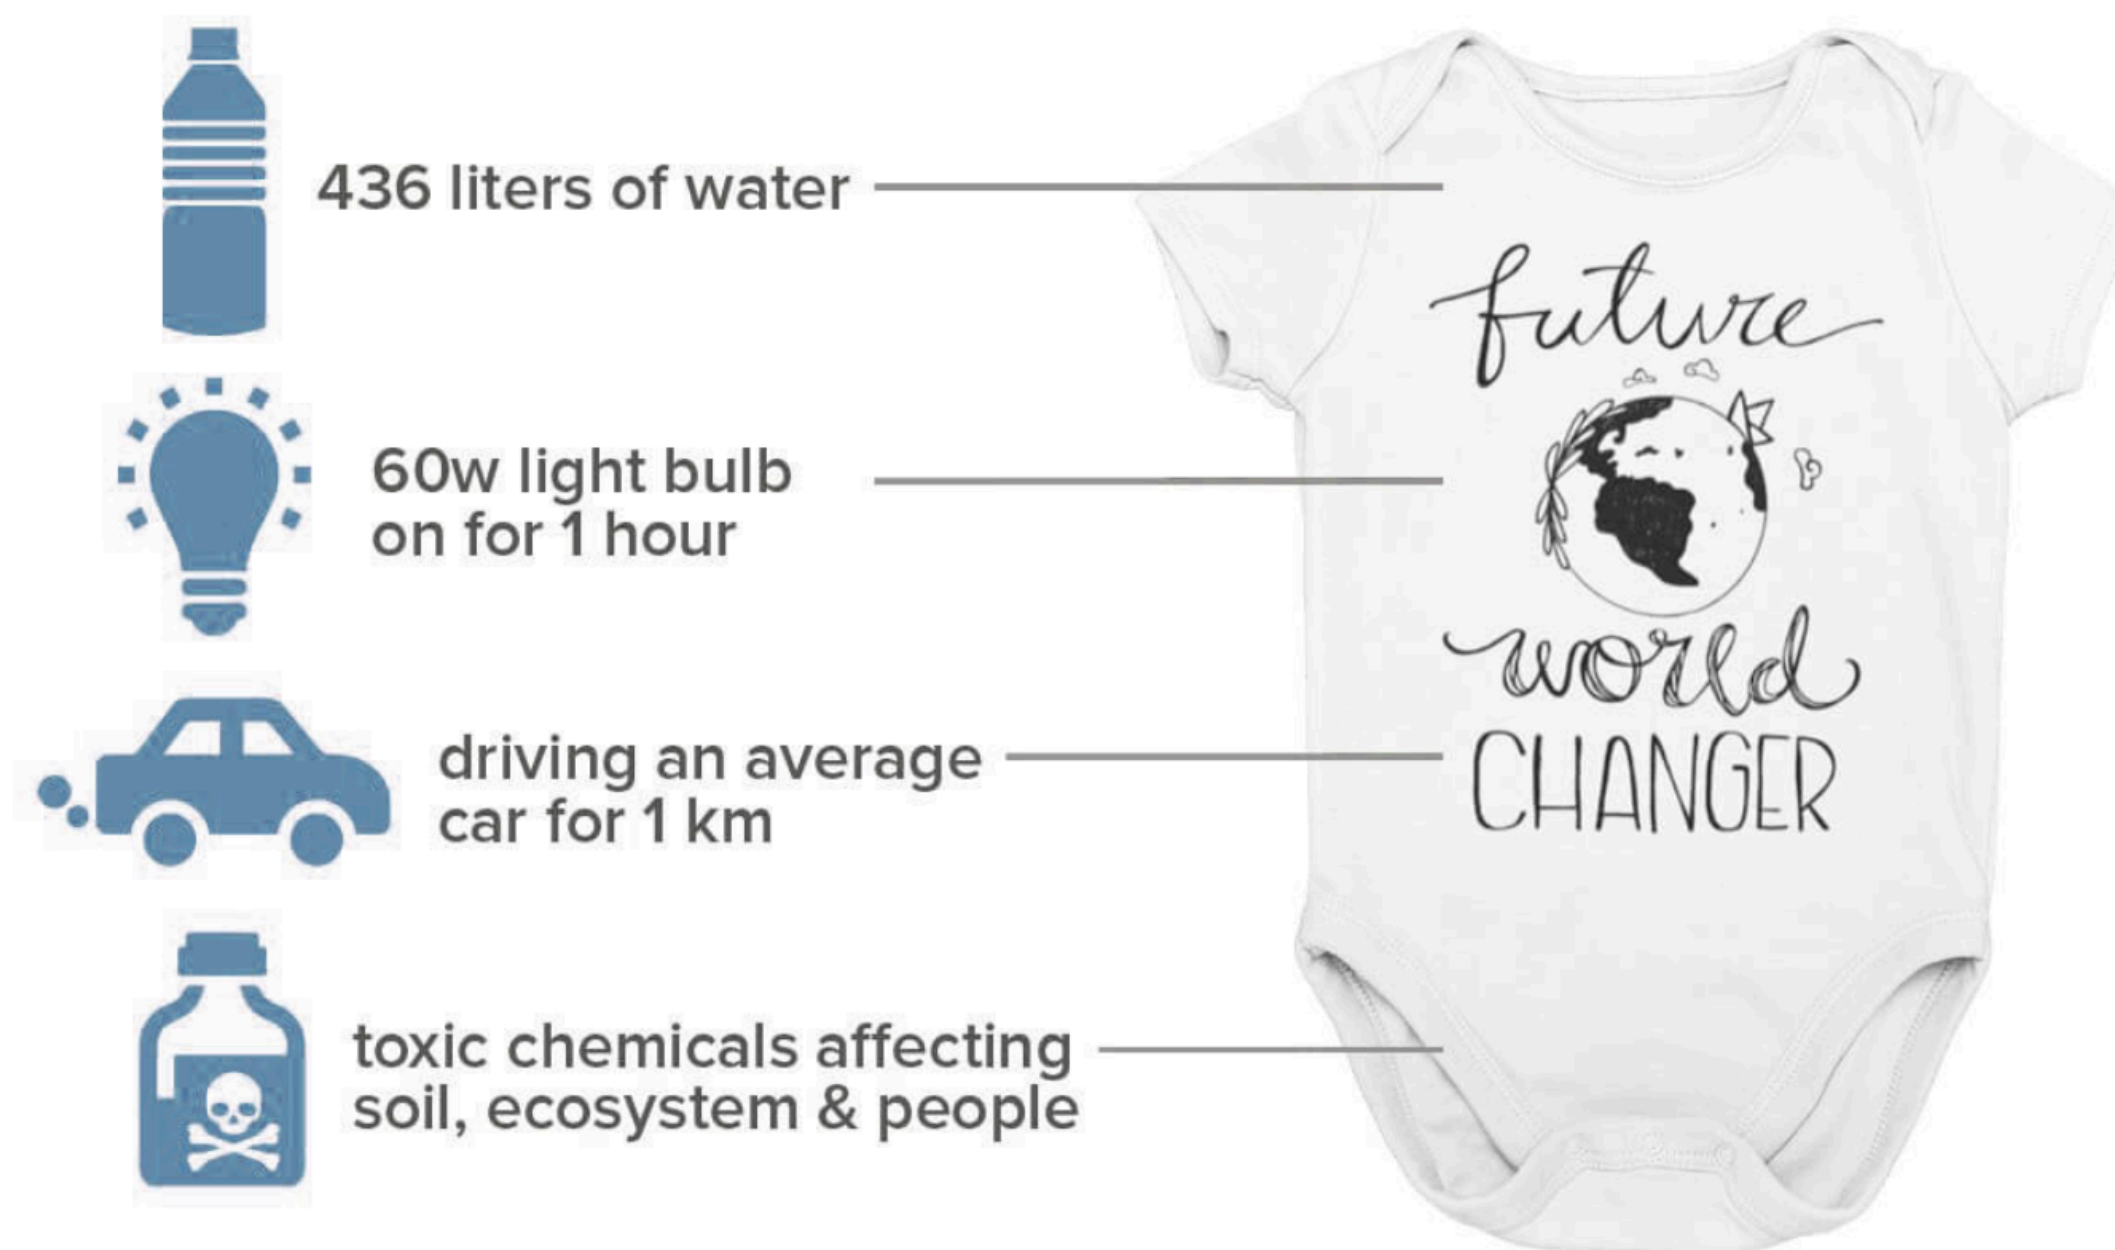 436 liters of water
60w light bulb
on for 1 hour
driving an average
car for 1 km
toxic chemicals affecting
soil, ecosystem & people
future
world
CHANGER